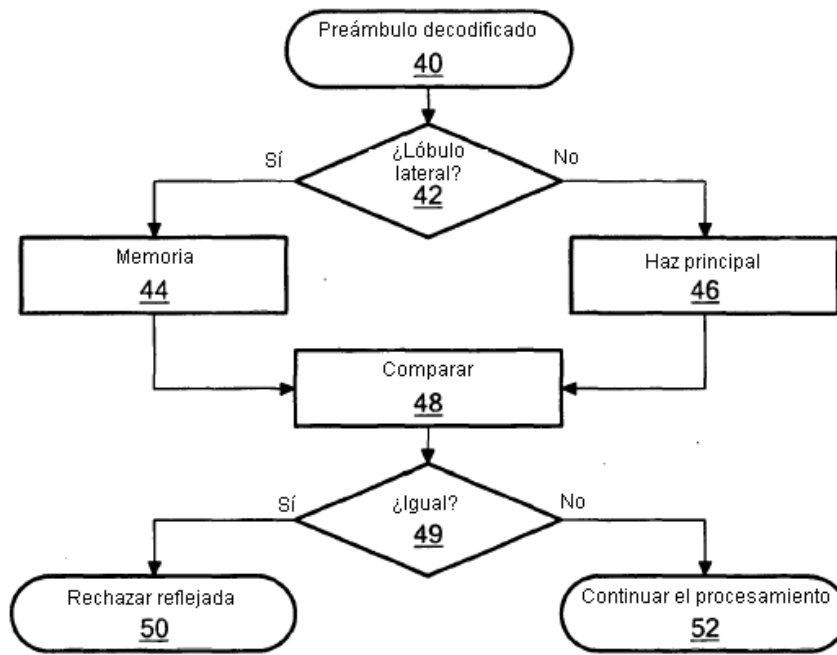 Preámbulo decodificado
40
¿Lóbulo
lateral?
42
Sí
No
Memoria
44
Haz principal
46
Comparar
48
¿Igual?
49
Sí
No
Rechazar reflejada
50
Continuar el procesamiento
52